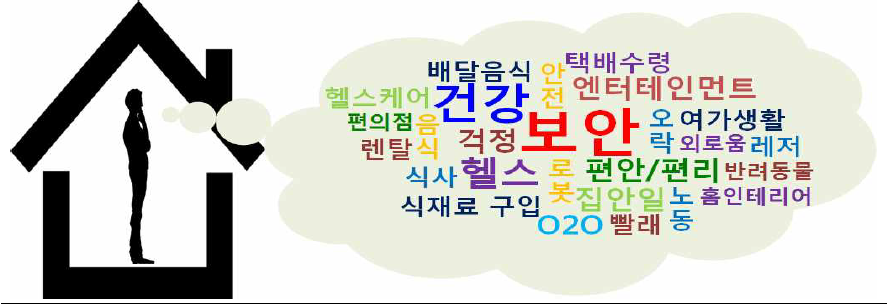 배달음식 안전 택배수령
헬스케어 건강 엔터테인먼트
편의점 음식 걱정 보안 오락 여가생활
렌탈 외로움 레저
식사 헬스 로봇 편안/편리 반려동물
식재료 구입 집안일 노동 홈인테리어
O2O 빨래